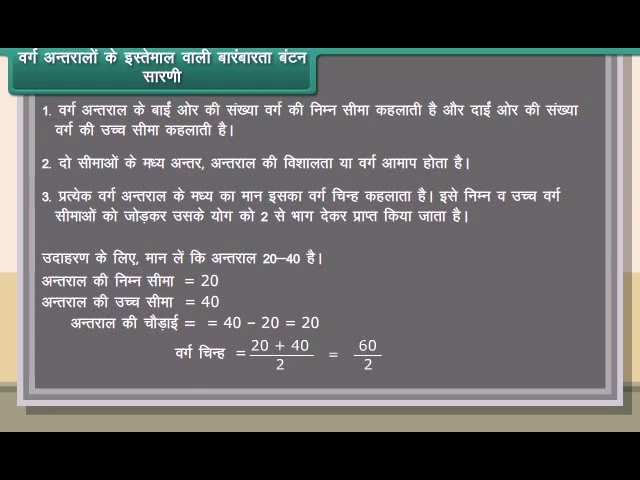 वर्ग अन्तरालों के इस्तेमाल वाली बारंबारता बंटन
सारणी
1. वर्ग अन्तराल के बाईं ओर की संख्या वर्ग की निम्न सीमा कहलाती है और दाईं ओर की संख्या
वर्ग की उच्च सीमा कहलाती है।
2. दो सीमाओं के मध्य अन्तर, अन्तराल की विशालता या वर्ग आमाप होता है।
3. प्रत्येक वर्ग अन्तराल के मध्य का मान इसका वर्ग चिन्ह कहलाता है। इसे निम्न व उच्च वर्ग
सीमाओं को जोड़कर उसके योग को 2 से भाग देकर प्राप्त किया जाता है।
उदाहरण के लिए, मान लें कि अन्तराल 20–40 है।
अन्तराल की निम्न सीमा = 20
अन्तराल की उच्च सीमा = 40
अन्तराल की चौड़ाई = = 40 – 20 = 20
वर्ग चिन्ह = (20 + 40)/2 = 60/2